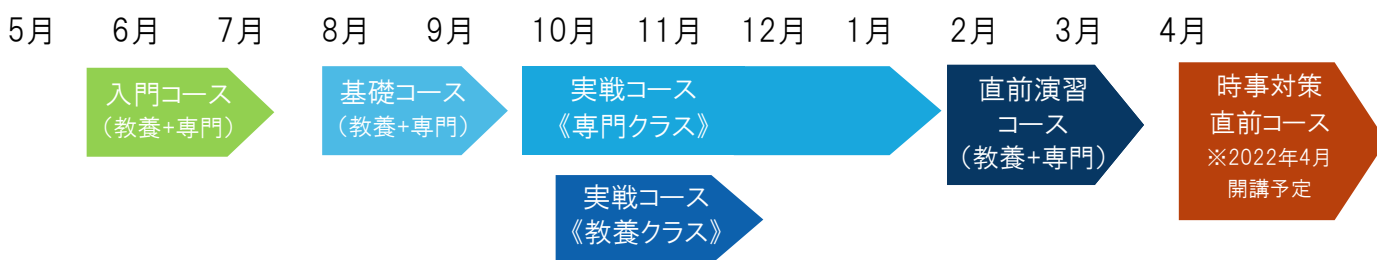 5月 6月 7月 8月 9月 10月 11月 12月 1月 2月 3月 4月
入門コース
（教養+専門）
基礎コース
（教養+専門）
実戦コース
《専門クラス》
実戦コース
《教養クラス》
直前演習
コース
（教養+専門）
時事対策
直前コース
※2022年4月
開講予定